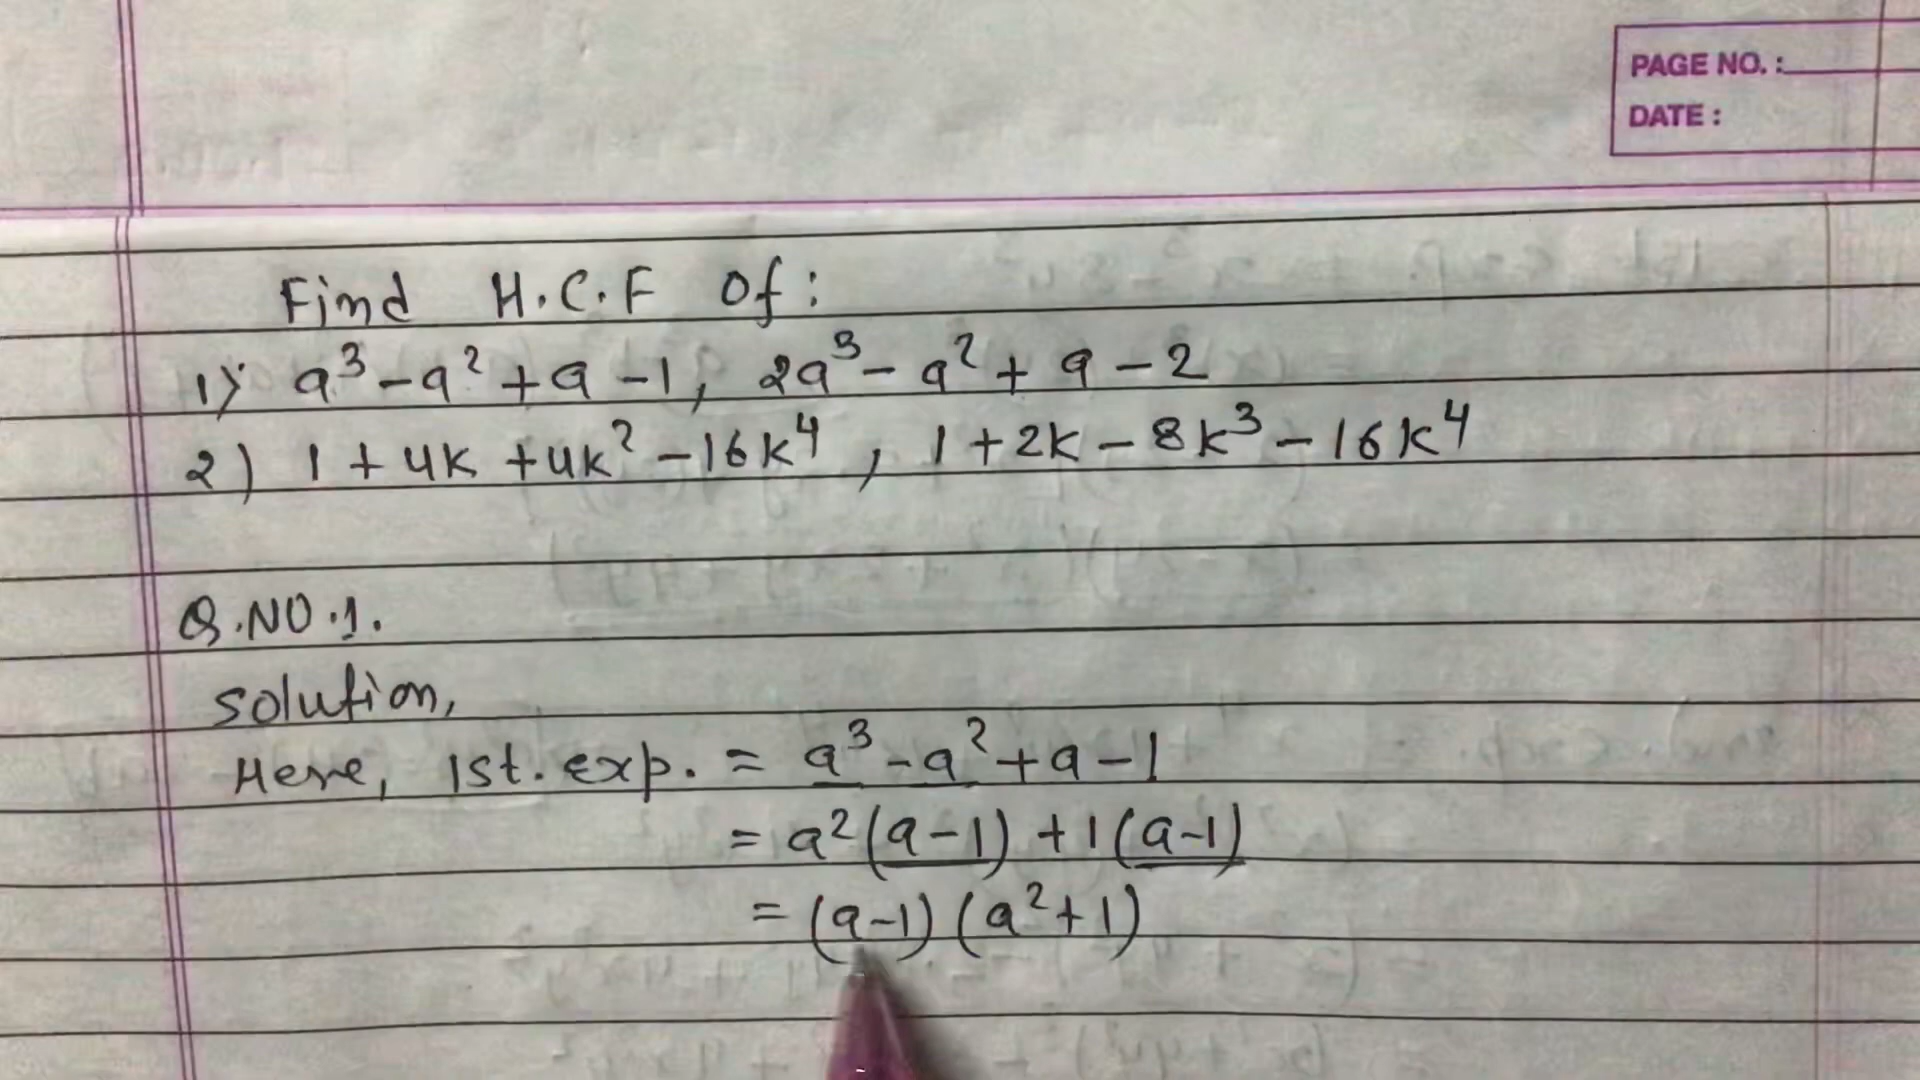 PAGE NO. :
DATE :
Find H.C.F Of:
1) a³-a²+a-1, 2a³-a²+a-2
2) 1+4k+4k²-16k⁴, 1+2k-8k³-16k⁴
Q.NO.1.
Solution,
Here, 1st. exp. = a³-a²+a-1
= a²(a-1)+1(a-1)
= (a-1)(a²+1)